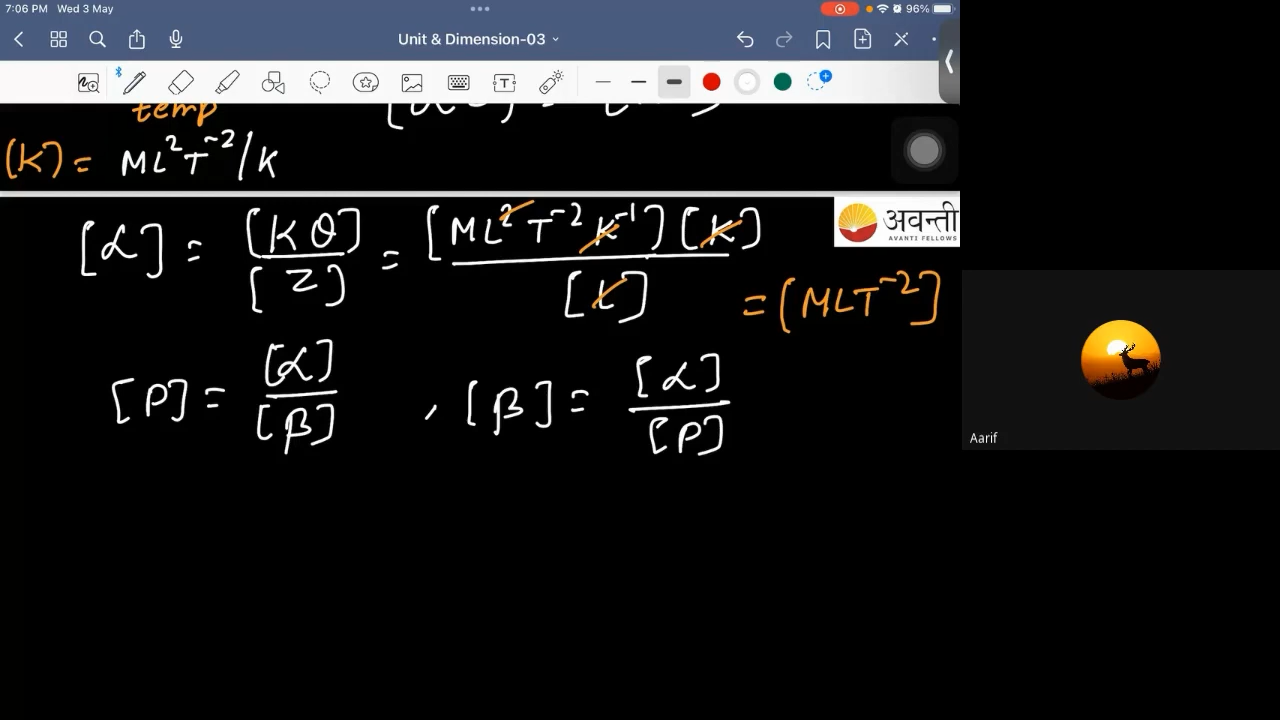 7:06 PM Wed 3 May
96%
Unit & Dimension-03
temp
(K) = ML²T⁻²/K
[α] = [Kθ]/[Z] = [ML²T⁻²K⁻¹][K]/[L] = [MLT⁻²]
अवन्ती
AVANTI FELLOWS
[P] = [α]/[β] , [β] = [α]/[P]
Aarif